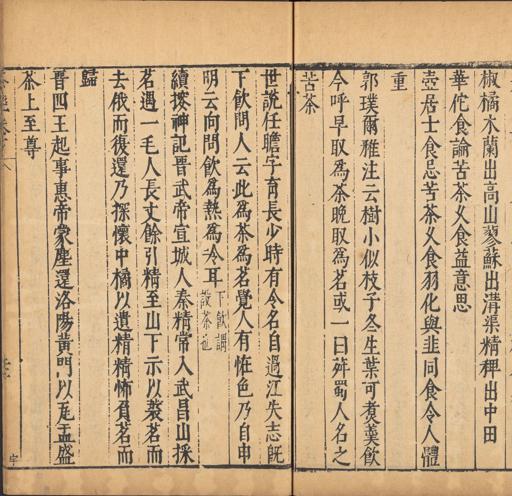 椒橘木蘭出高山蓼蘇出溝渠精稗出中田
華佗食論苦茶乆食益意思
壺居士食忌苦茶乆食羽化與韭同食令人體
重
郭璞爾雅注云樹小似枝子冬生葉可煮羹飲
今呼早取爲茶晚取爲茗或一曰荈蜀人名之
苦茶
世說任瞻字育長少時有令名自過江失志旣
下飲問人云此爲茶爲茗覺人有恠色乃自申
明云向問飲爲熱爲冷耳下飲謂設茶也
續搜神記晉武帝宣城人秦精常入武昌山採
茗遇一毛人長丈餘引精至山下示以藂茗而
去俄而復還乃探懷中橘以遺精精怖負茗而
歸
晉四王起事惠帝蒙塵還洛陽黃門以瓦盂盛
茶上至尊